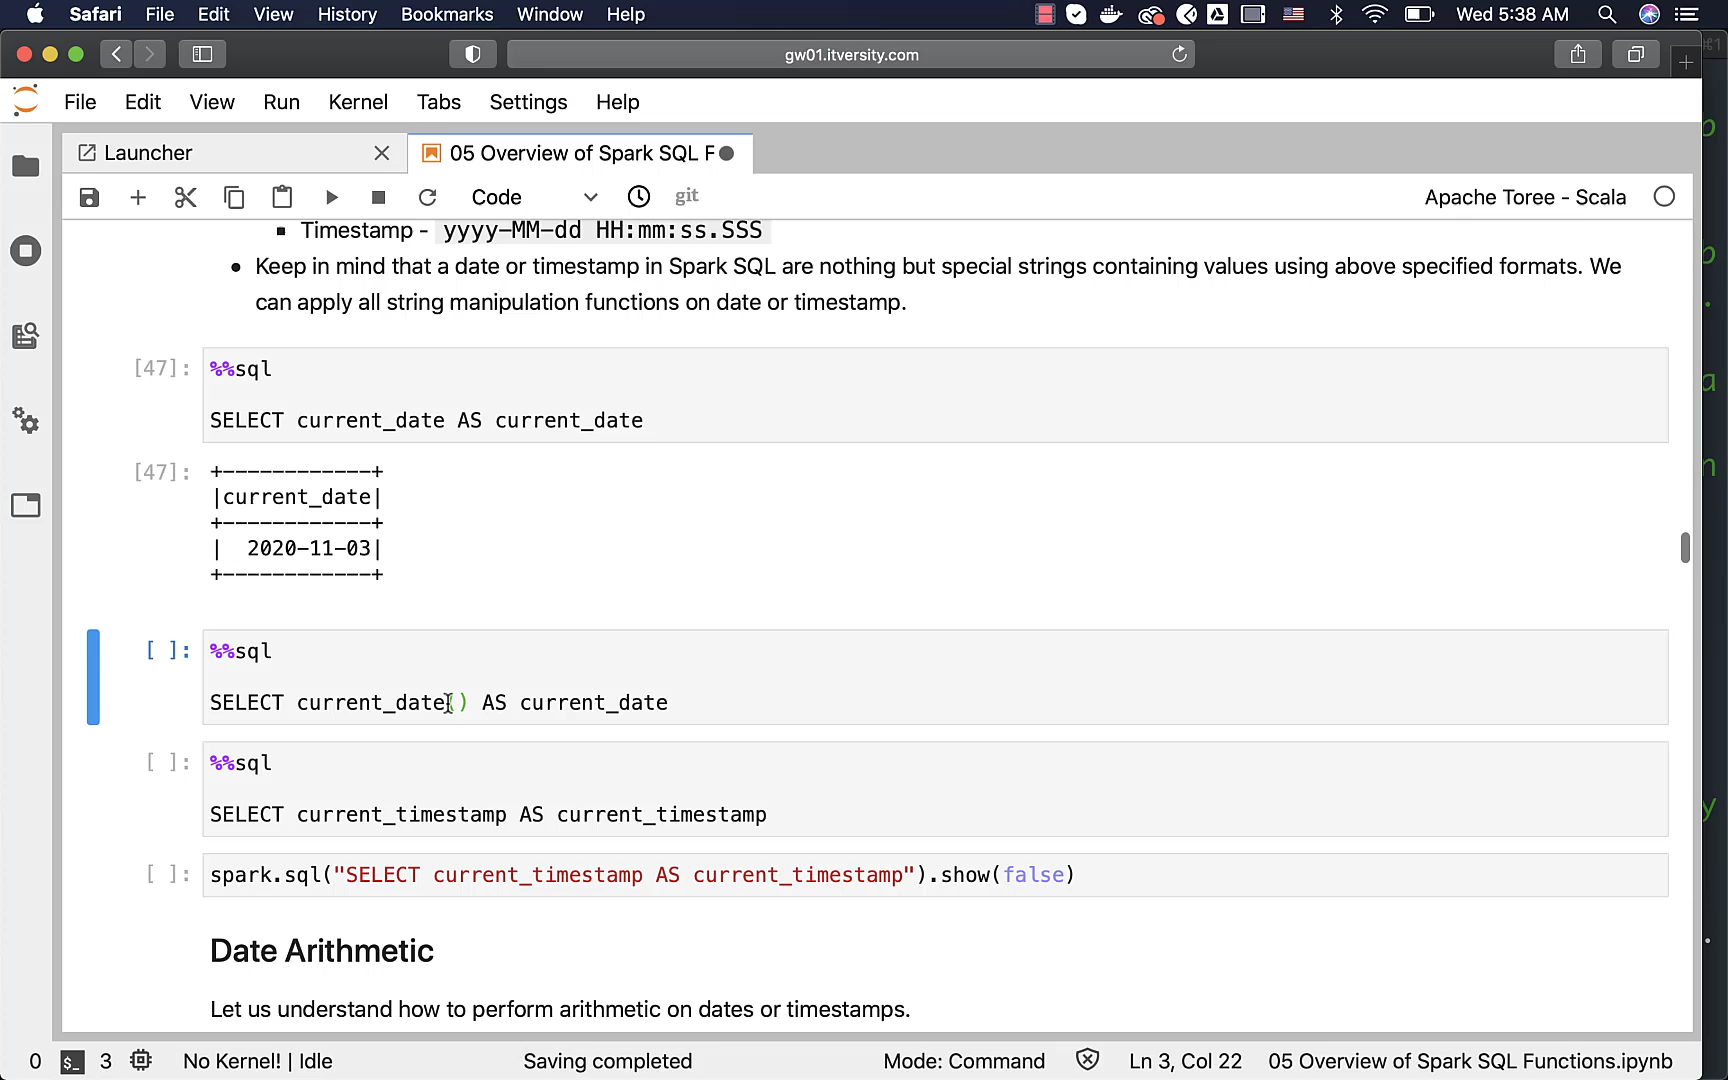 Safari File Edit View History Bookmarks Window Help Wed 5:38 AM
gw01.itversity.com
File Edit View Run Kernel Tabs Settings Help
Launcher 05 Overview of Spark SQL F
Code git Apache Toree - Scala
Timestamp - yyyy-MM-dd HH:mm:ss.SSS
Keep in mind that a date or timestamp in Spark SQL are nothing but special strings containing values using above specified formats. We
can apply all string manipulation functions on date or timestamp.
[47]: %%sql
SELECT current_date AS current_date
[47]: +------------+
|current_date|
+------------+
|  2020-11-03|
+------------+
[ ]: %%sql
SELECT current_date() AS current_date
[ ]: %%sql
SELECT current_timestamp AS current_timestamp
[ ]: spark.sql("SELECT current_timestamp AS current_timestamp").show(false)
Date Arithmetic
Let us understand how to perform arithmetic on dates or timestamps.
0 $_ 3 No Kernel! | Idle Saving completed Mode: Command Ln 3, Col 22 05 Overview of Spark SQL Functions.ipynb